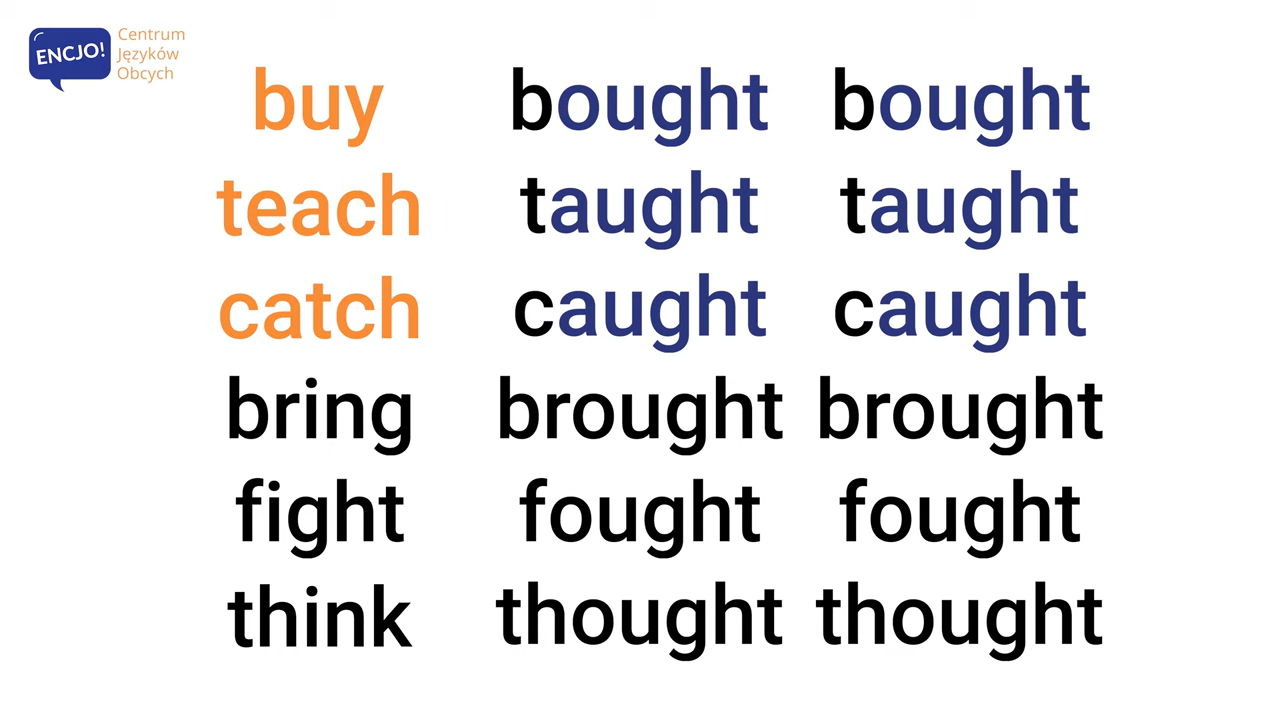 ENCJO!
Centrum
Języków
Obcych
buy bought bought
teach taught taught
catch caught caught
bring brought brought
fight fought fought
think thought thought